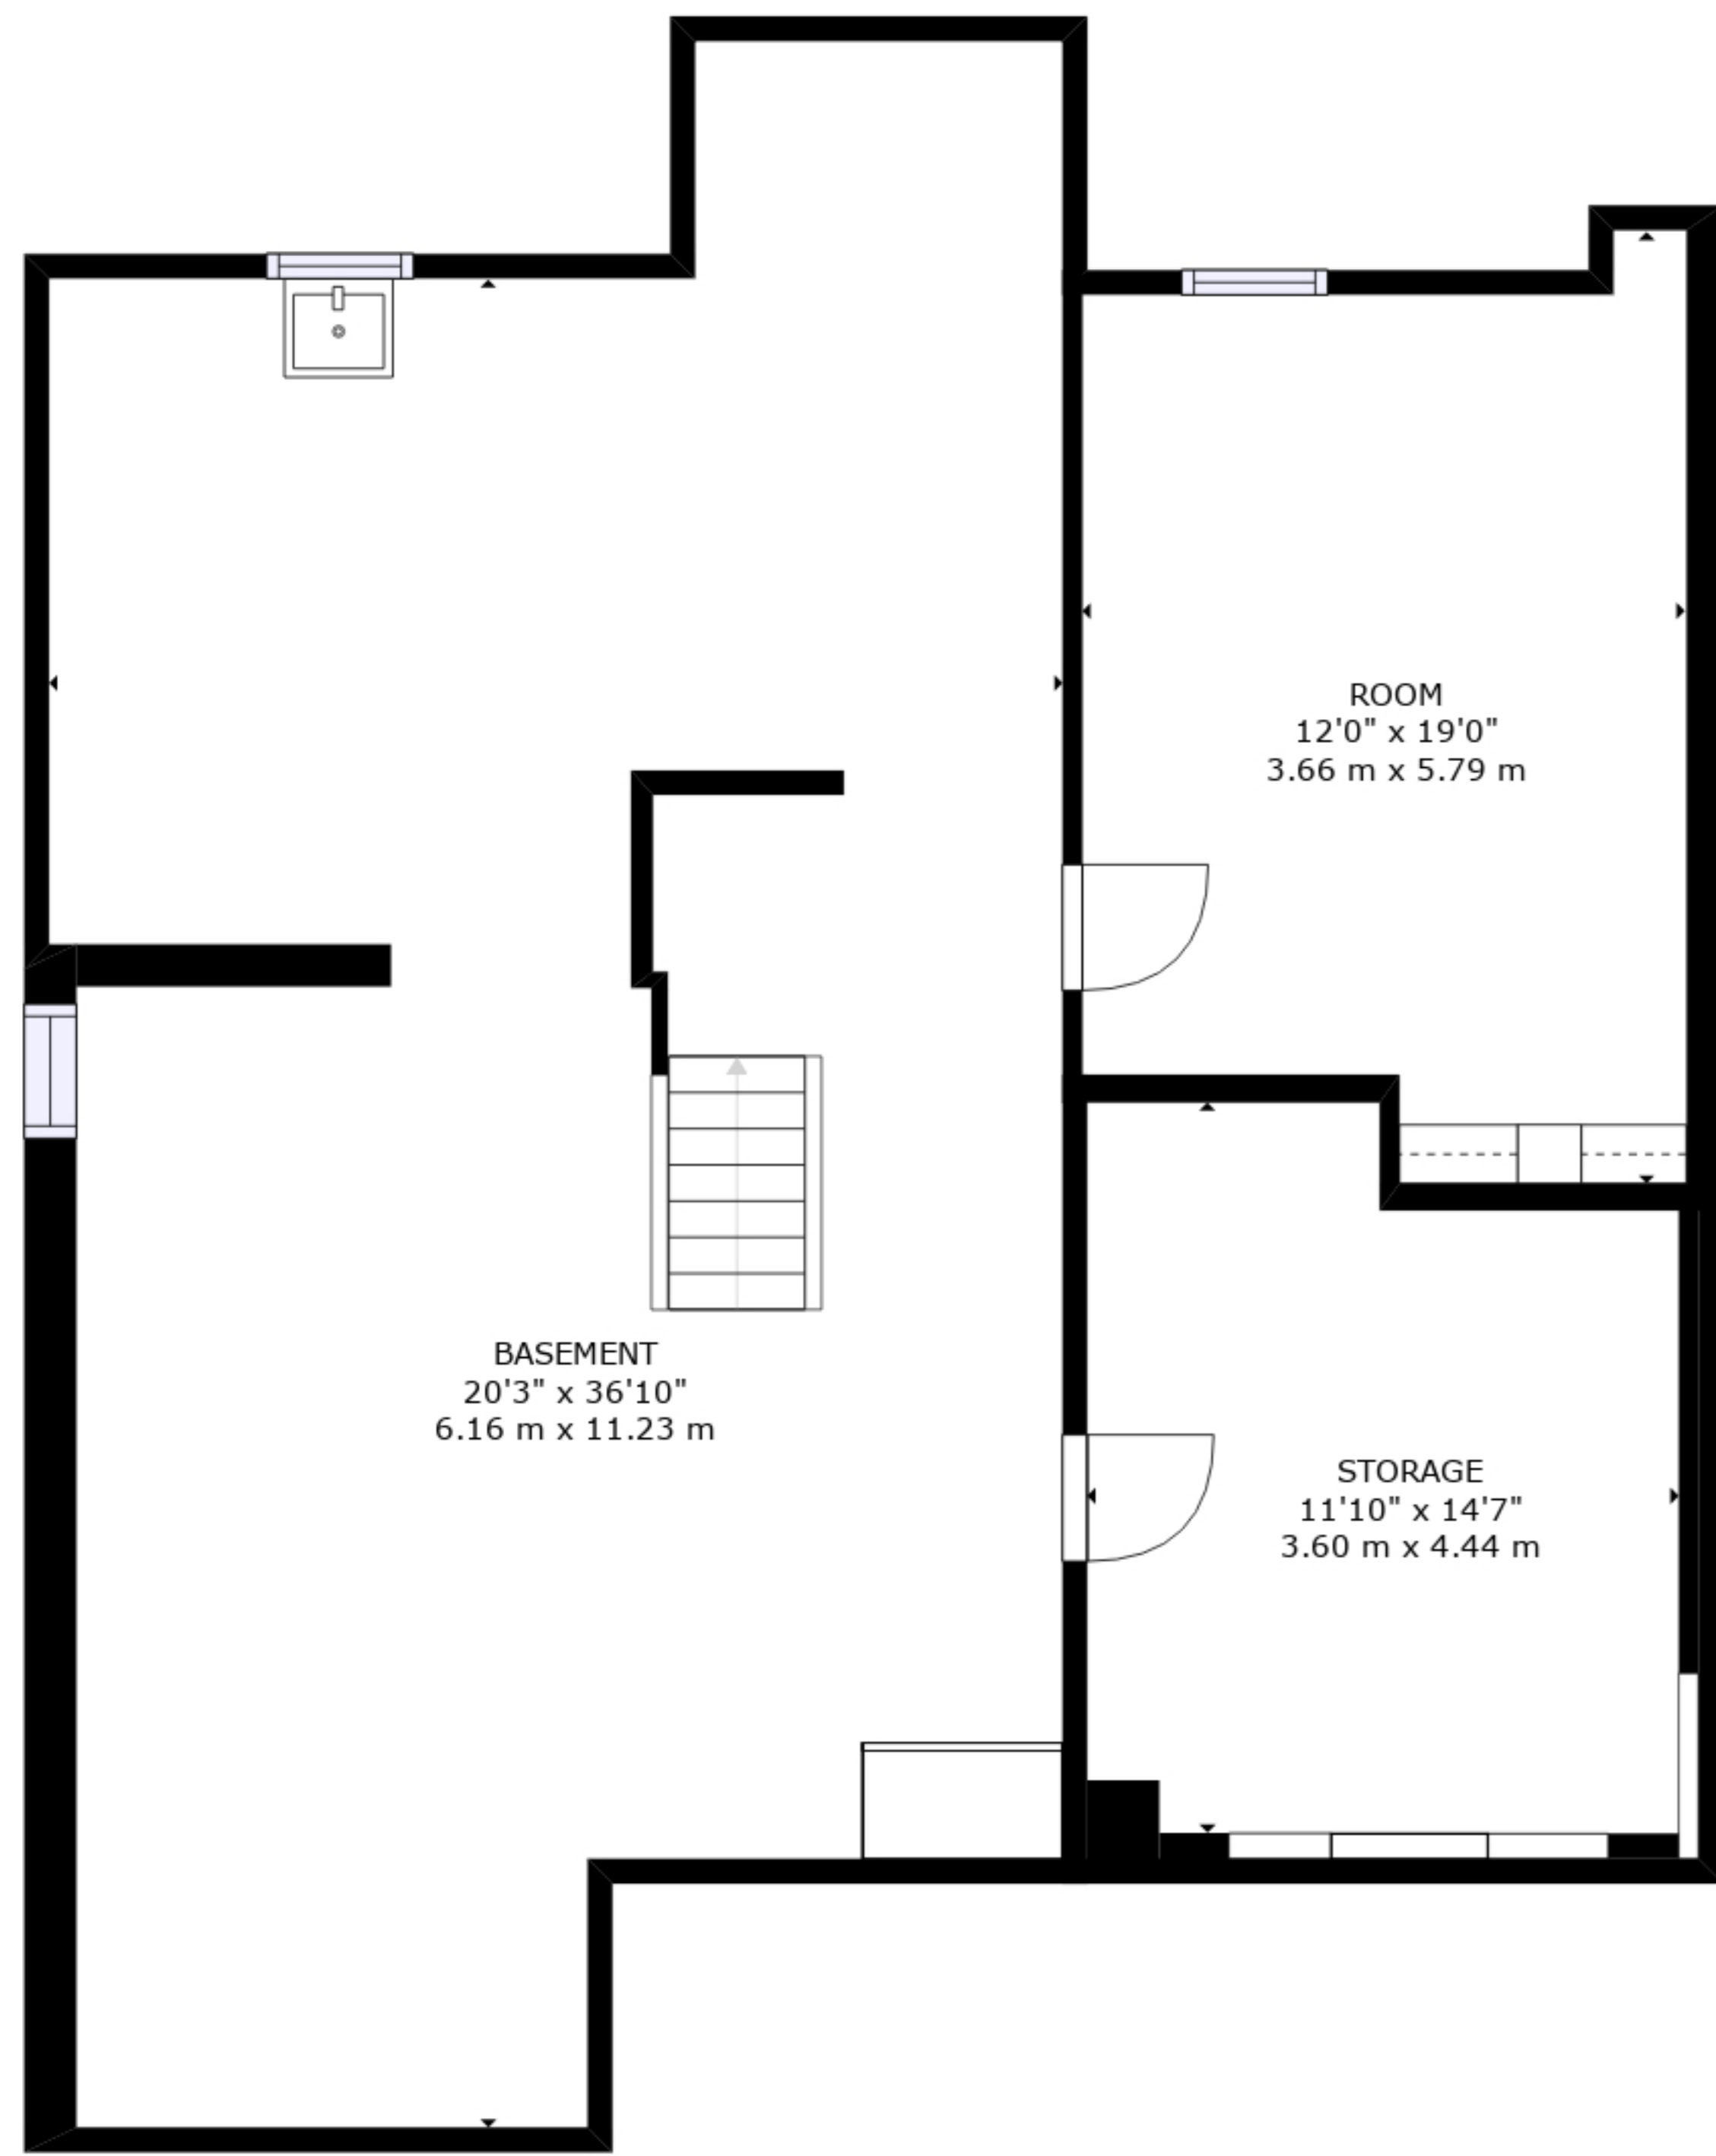 ROOM
12'0" x 19'0"
3.66 m x 5.79 m
BASEMENT
20'3" x 36'10"
6.16 m x 11.23 m
STORAGE
11'10" x 14'7"
3.60 m x 4.44 m